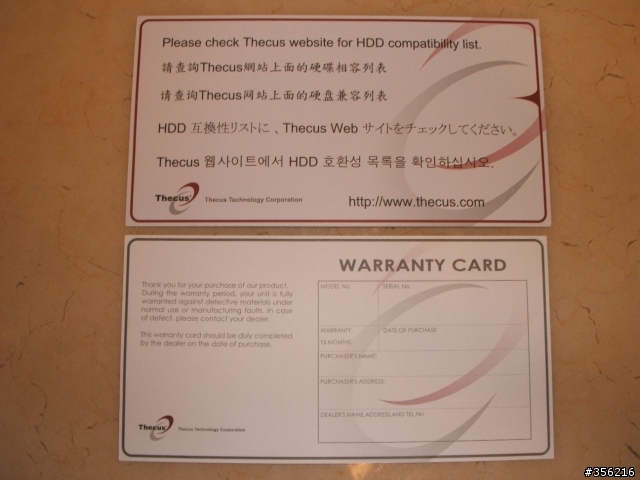 Please check Thecus website for HDD compatibility list.
請查詢Thecus網站上面的硬碟相容列表
请查询Thecus网站上面的硬盘兼容列表
HDD 互換性リストに 、Thecus Web サイトをチェックしてください。
Thecus 웹사이트에서 HDD 호환성 목록을 확인하십시오.
Thecus Thecus Technology Corporation
http://www.thecus.com
WARRANTY CARD
Thank you for your purchase of our product.
During the warranty period, your unit is fully
warranted against defective materials under
normal use or manufacturing faults. In case
of defect, please contact your dealer.
This warranty card should be duly completed
by the dealer on the date of purchase.
MODEL No. SERIAL NO.
WARRANTY DATE OF PURCHASE
12 MONTHS
PURCHASER'S NAME:
PURCHASER'S ADDRESS:
DEALER'S NAME,ADDRESS,AND TEL.No:
Thecus Thecus Technology Corporation
#356216